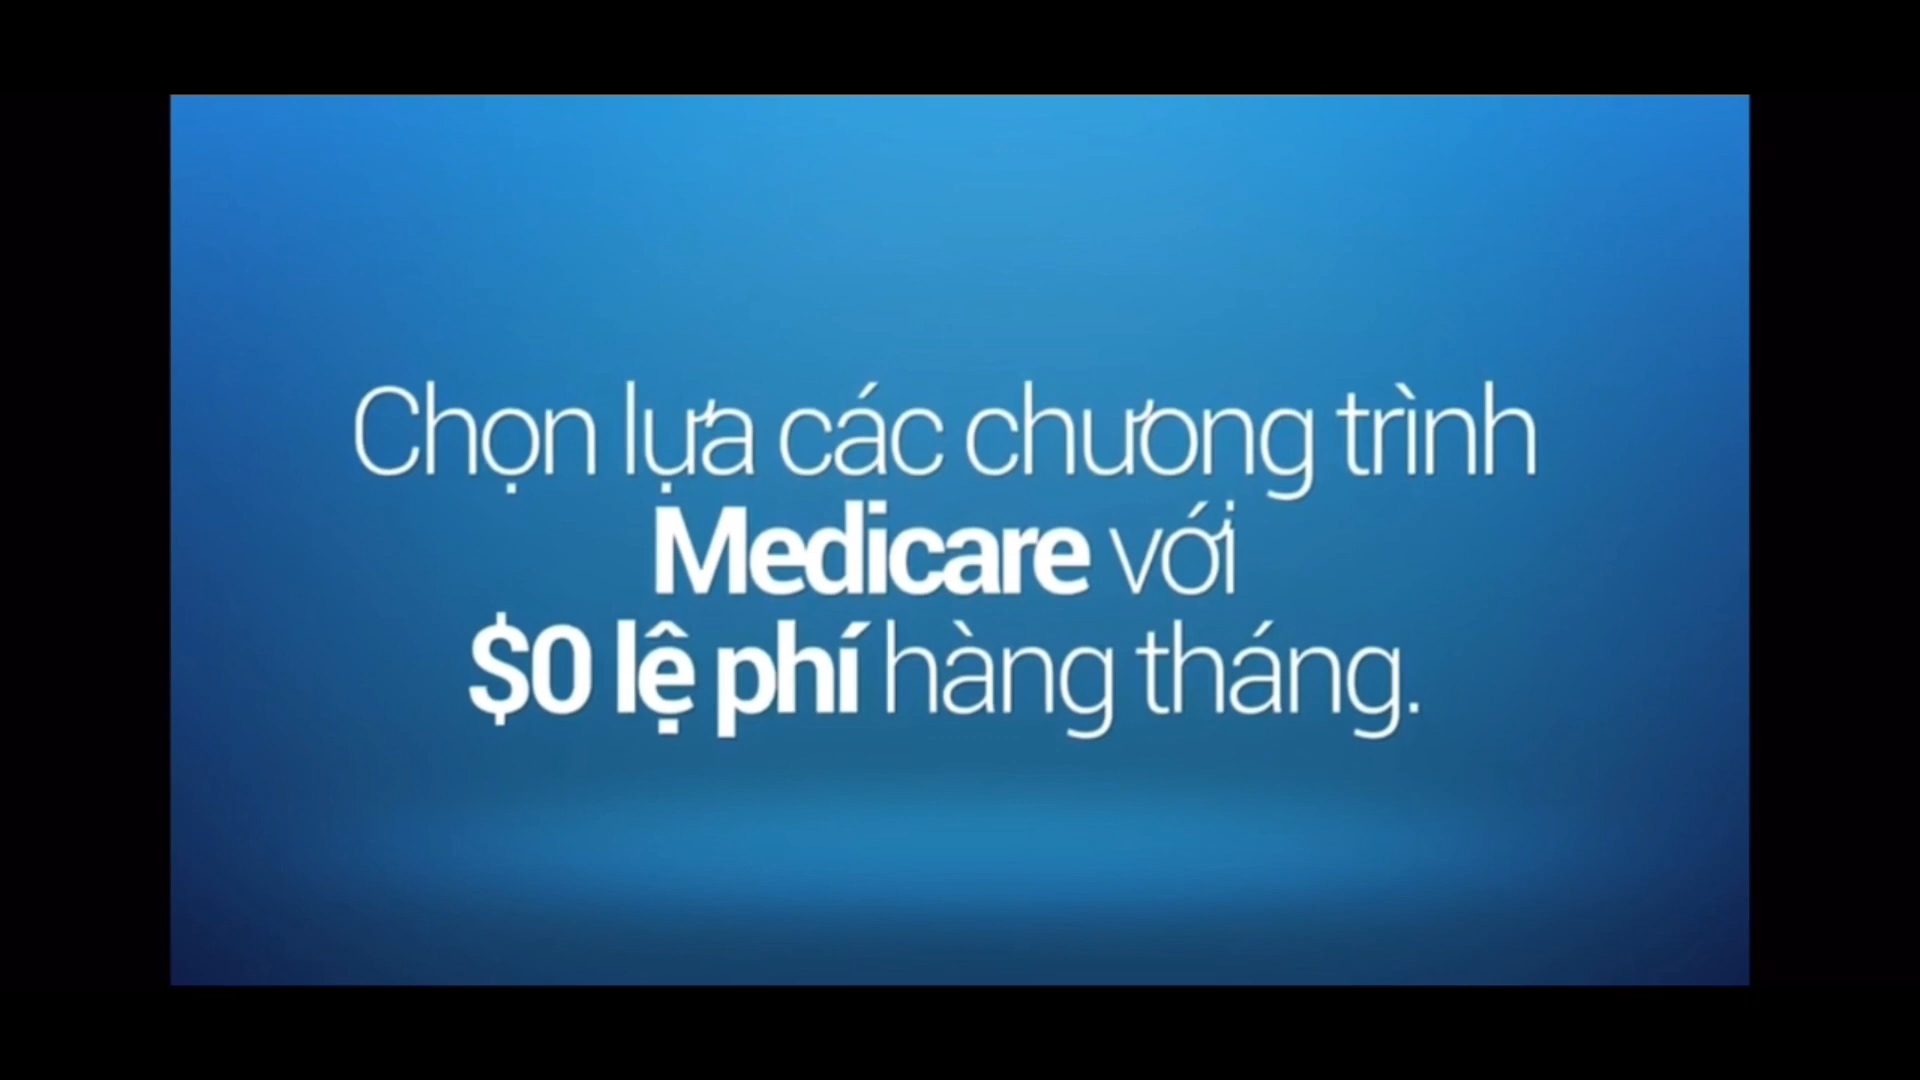 Chọn lựa các chương trình
Medicare với
$0 lệ phí hàng tháng.